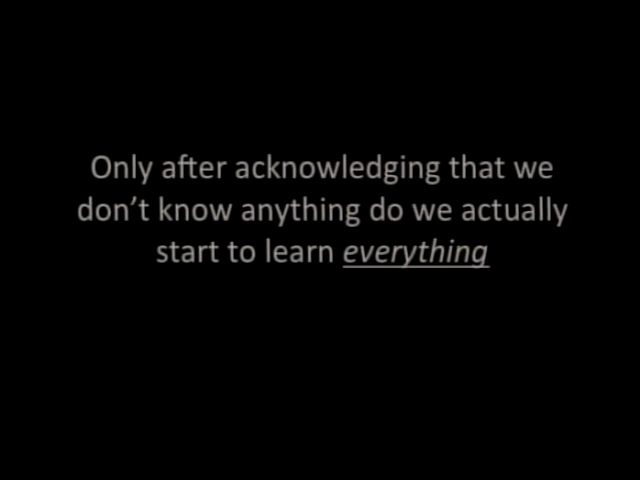 Only after acknowledging that we
don't know anything do we actually
start to learn everything